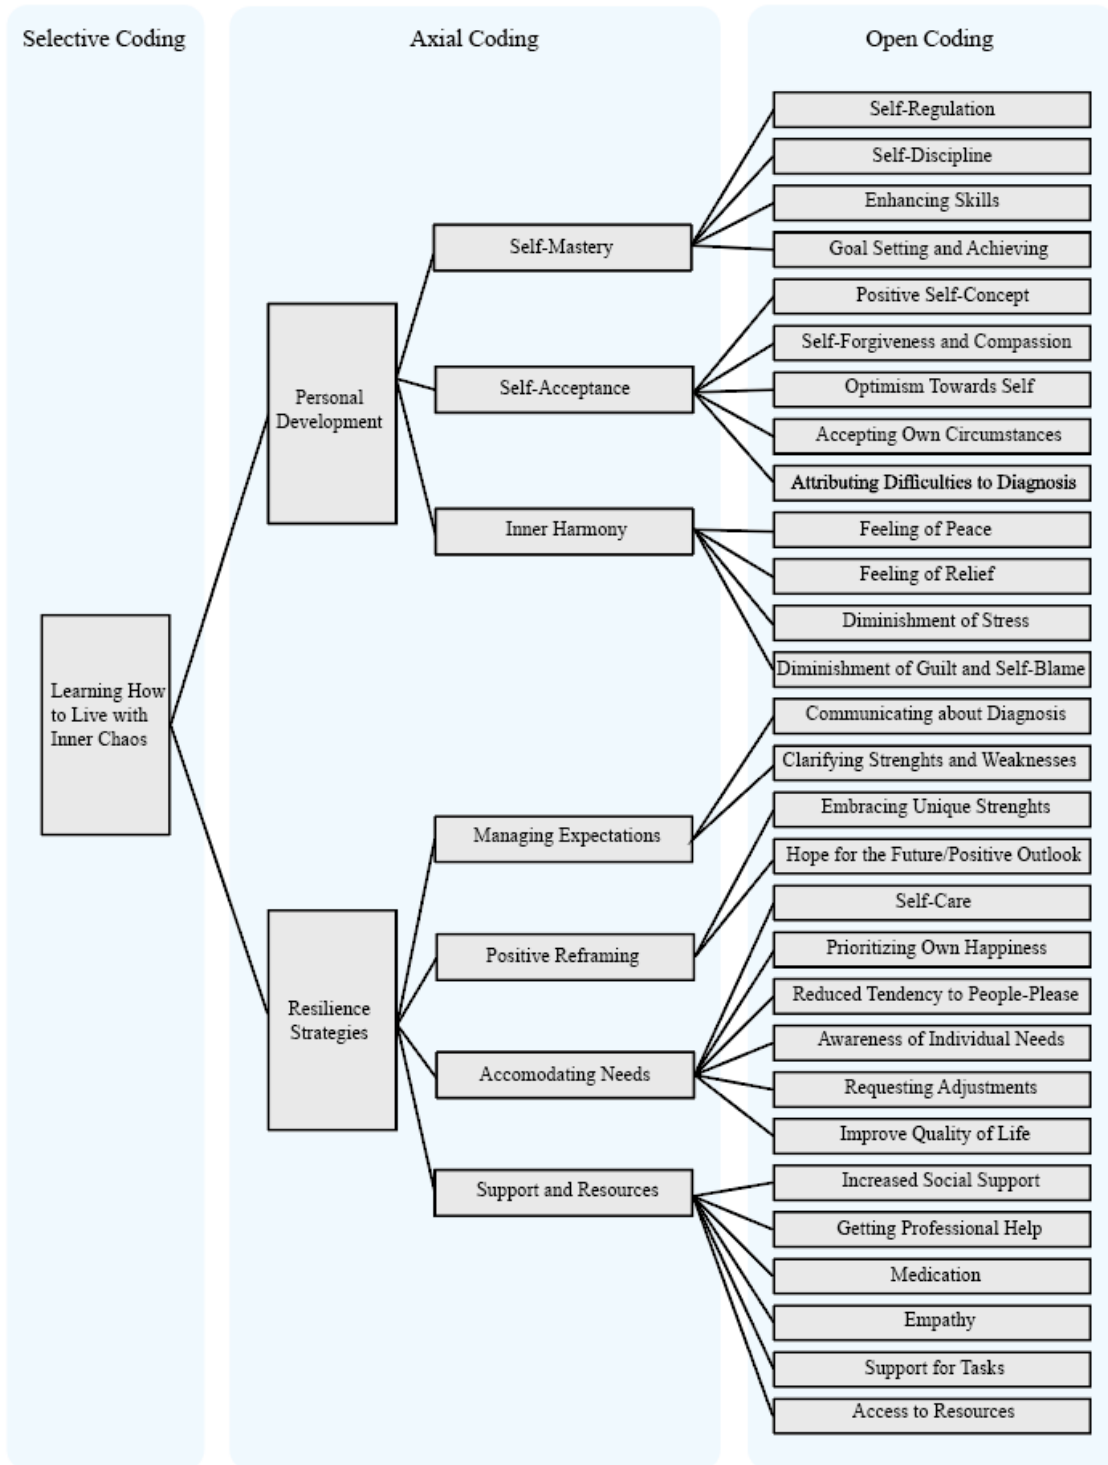 Selective Coding
Axial Coding
Open Coding
Learning How
to Live with
Inner Chaos
Personal
Development
Resilience
Strategies
Self-Mastery
Self-Acceptance
Inner Harmony
Managing Expectations
Positive Reframing
Accomodating Needs
Support and Resources
Self-Regulation
Self-Discipline
Enhancing Skills
Goal Setting and Achieving
Positive Self-Concept
Self-Forgiveness and Compassion
Optimism Towards Self
Accepting Own Circumstances
Attributing Difficulties to Diagnosis
Feeling of Peace
Feeling of Relief
Diminishment of Stress
Diminishment of Guilt and Self-Blame
Communicating about Diagnosis
Clarifying Strenghts and Weaknesses
Embracing Unique Strenghts
Hope for the Future/Positive Outlook
Self-Care
Prioritizing Own Happiness
Reduced Tendency to People-Please
Awareness of Individual Needs
Requesting Adjustments
Improve Quality of Life
Increased Social Support
Getting Professional Help
Medication
Empathy
Support for Tasks
Access to Resources